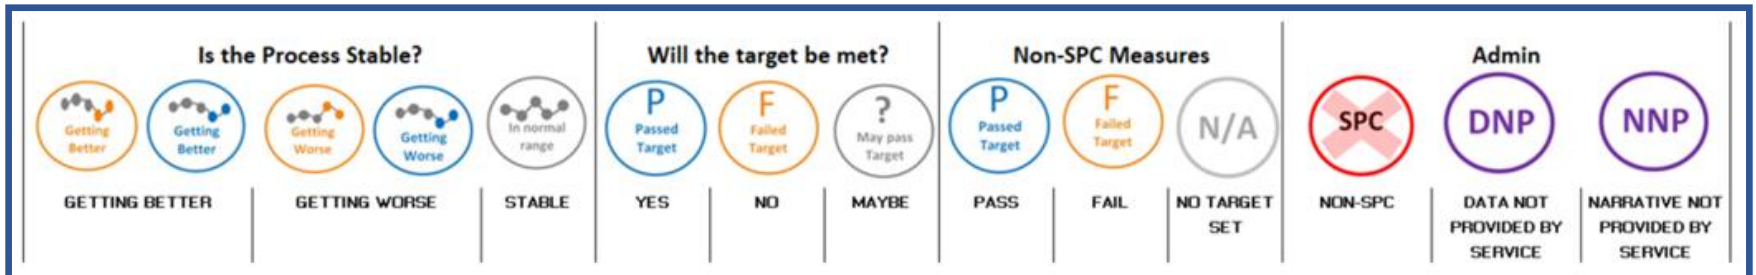 Is the Process Stable?
Will the target be met?
Non-SPC Measures
Admin
Getting
Better
Getting
Better
Getting
Worse
Getting
Worse
In normal
range
P
Passed
Target
F
Failed
Target
?
May pass
Target
P
Passed
Target
F
Failed
Target
N/A
SPC
DNP
NNP
GETTING BETTER
GETTING WORSE
STABLE
YES
NO
MAYBE
PASS
FAIL
NO TARGET
SET
NON-SPC
DATA NOT
PROVIDED BY
SERVICE
NARRATIVE NOT
PROVIDED BY
SERVICE